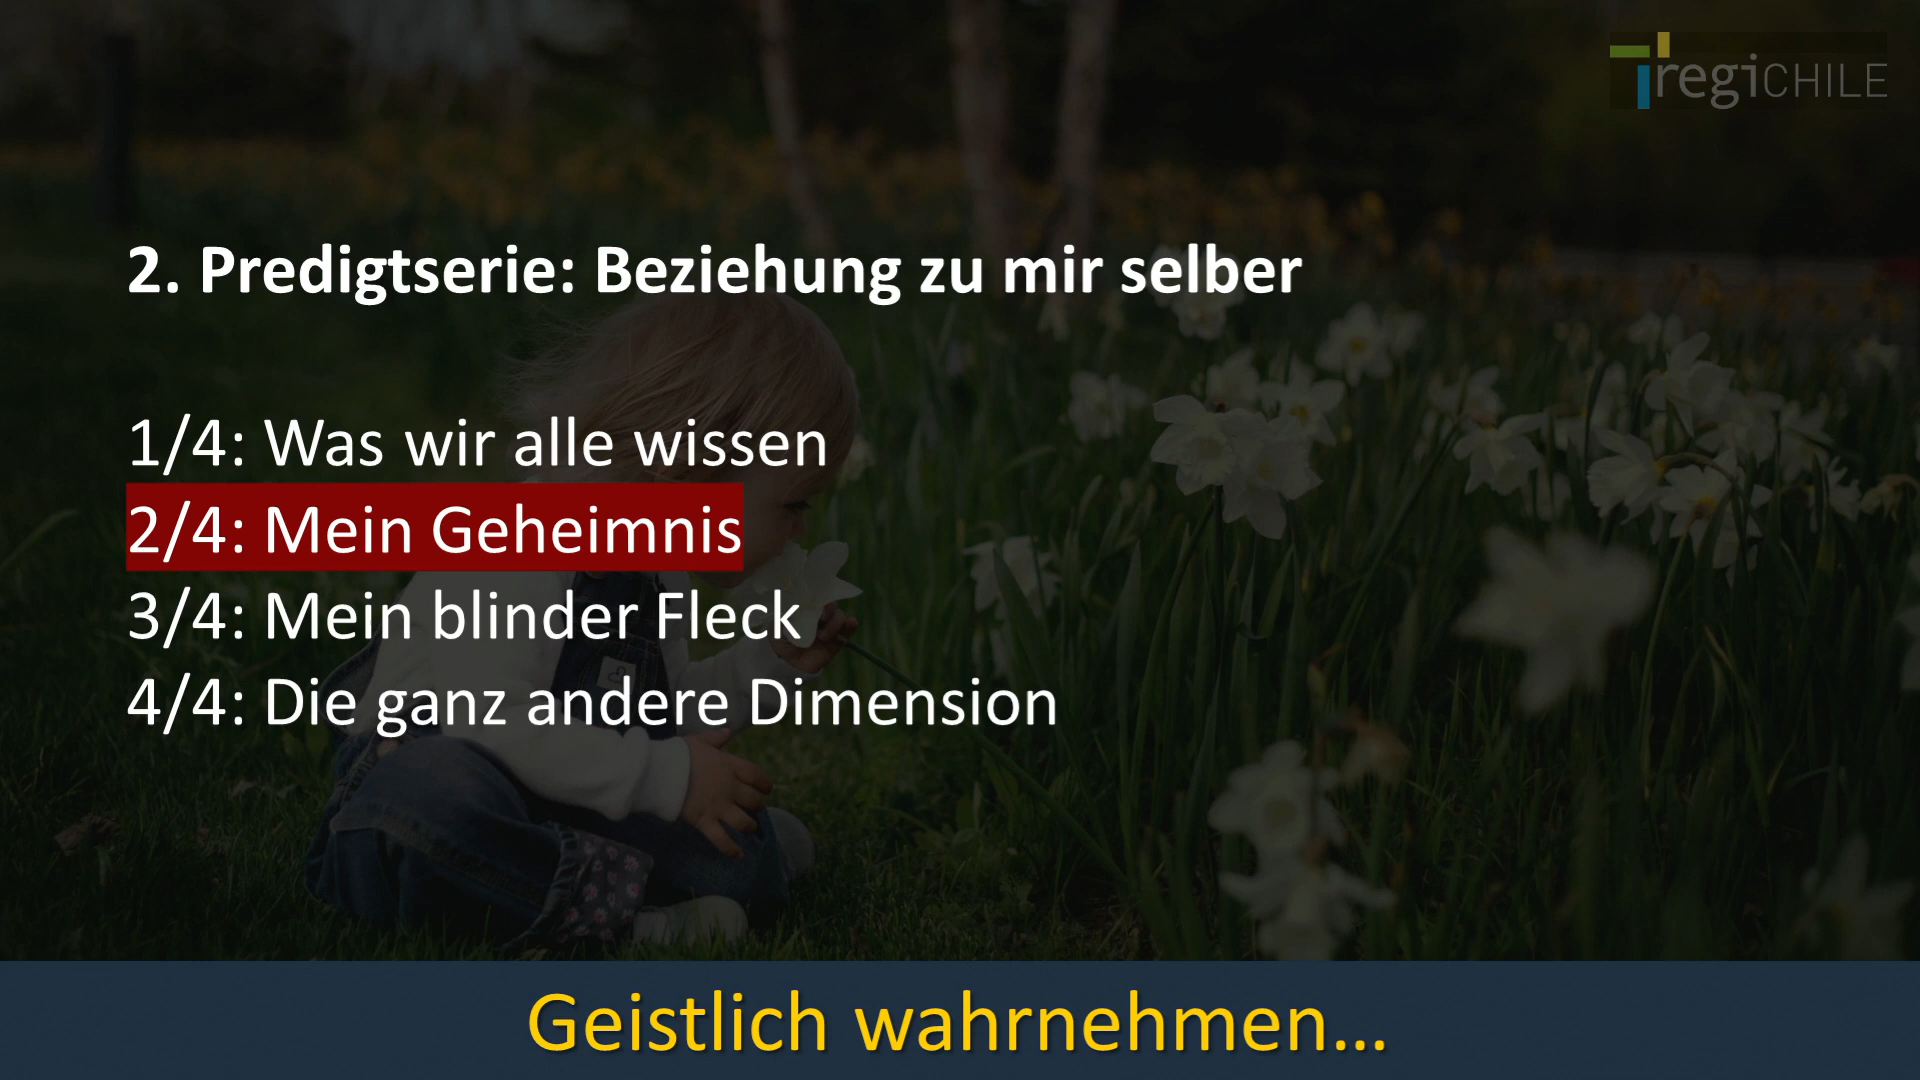 regiCHILE
2. Predigtserie: Beziehung zu mir selber
1/4: Was wir alle wissen
2/4: Mein Geheimnis
3/4: Mein blinder Fleck
4/4: Die ganz andere Dimension
Geistlich wahrnehmen...